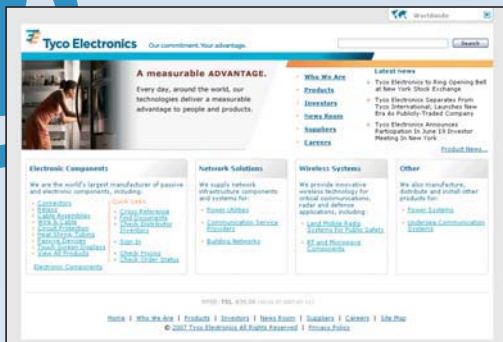 Worldwide
Tyco Electronics
Our commitment. Your advantage.
Search
A measurable ADVANTAGE.
Every day, around the world, our
technologies deliver a measurable
advantage to people and products.
Who We Are
Products
Investors
News Room
Suppliers
Careers
Latest News
Tyco Electronics to Ring Opening Bell
at New York Stock Exchange
Tyco Electronics Separates From
Tyco International; Launches New
Era As Publicly-Traded Company
Tyco Electronics Announces
Participation In June 19 Investor
Meeting In New York
Product News...
Electronic Components
We are the world's largest manufacturer of passive
and electronic components, including:
Connectors
Relays
Cable Assemblies
Wire & Cable
Circuit Protection
Heat Shrink Tubing
Passive Devices
Touch Screen Displays
View All Products
Electronic Components
Quick Links
Cross Reference
Find Documents
Check Distributor
Inventory
Sign In
Check Pricing
Check Order Status
Network Solutions
We supply network
infrastructure components
and systems for:
Power Utilities
Communication Service
Providers
Building Networks
Wireless Systems
We provide innovative
wireless technology for
critical communications,
radar and defense
applications, including:
Land Mobile Radio
Systems for Public Safety
RF and Microwave
Components
Other
We also manufacture,
distribute and install other
products for:
Power Systems
Undersea Communication
Systems
NYSE: TEL
Home | Who We Are | Products | Investors | News Room | Suppliers | Careers | Site Map
© 2007 Tyco Electronics All Rights Reserved | Privacy Policy